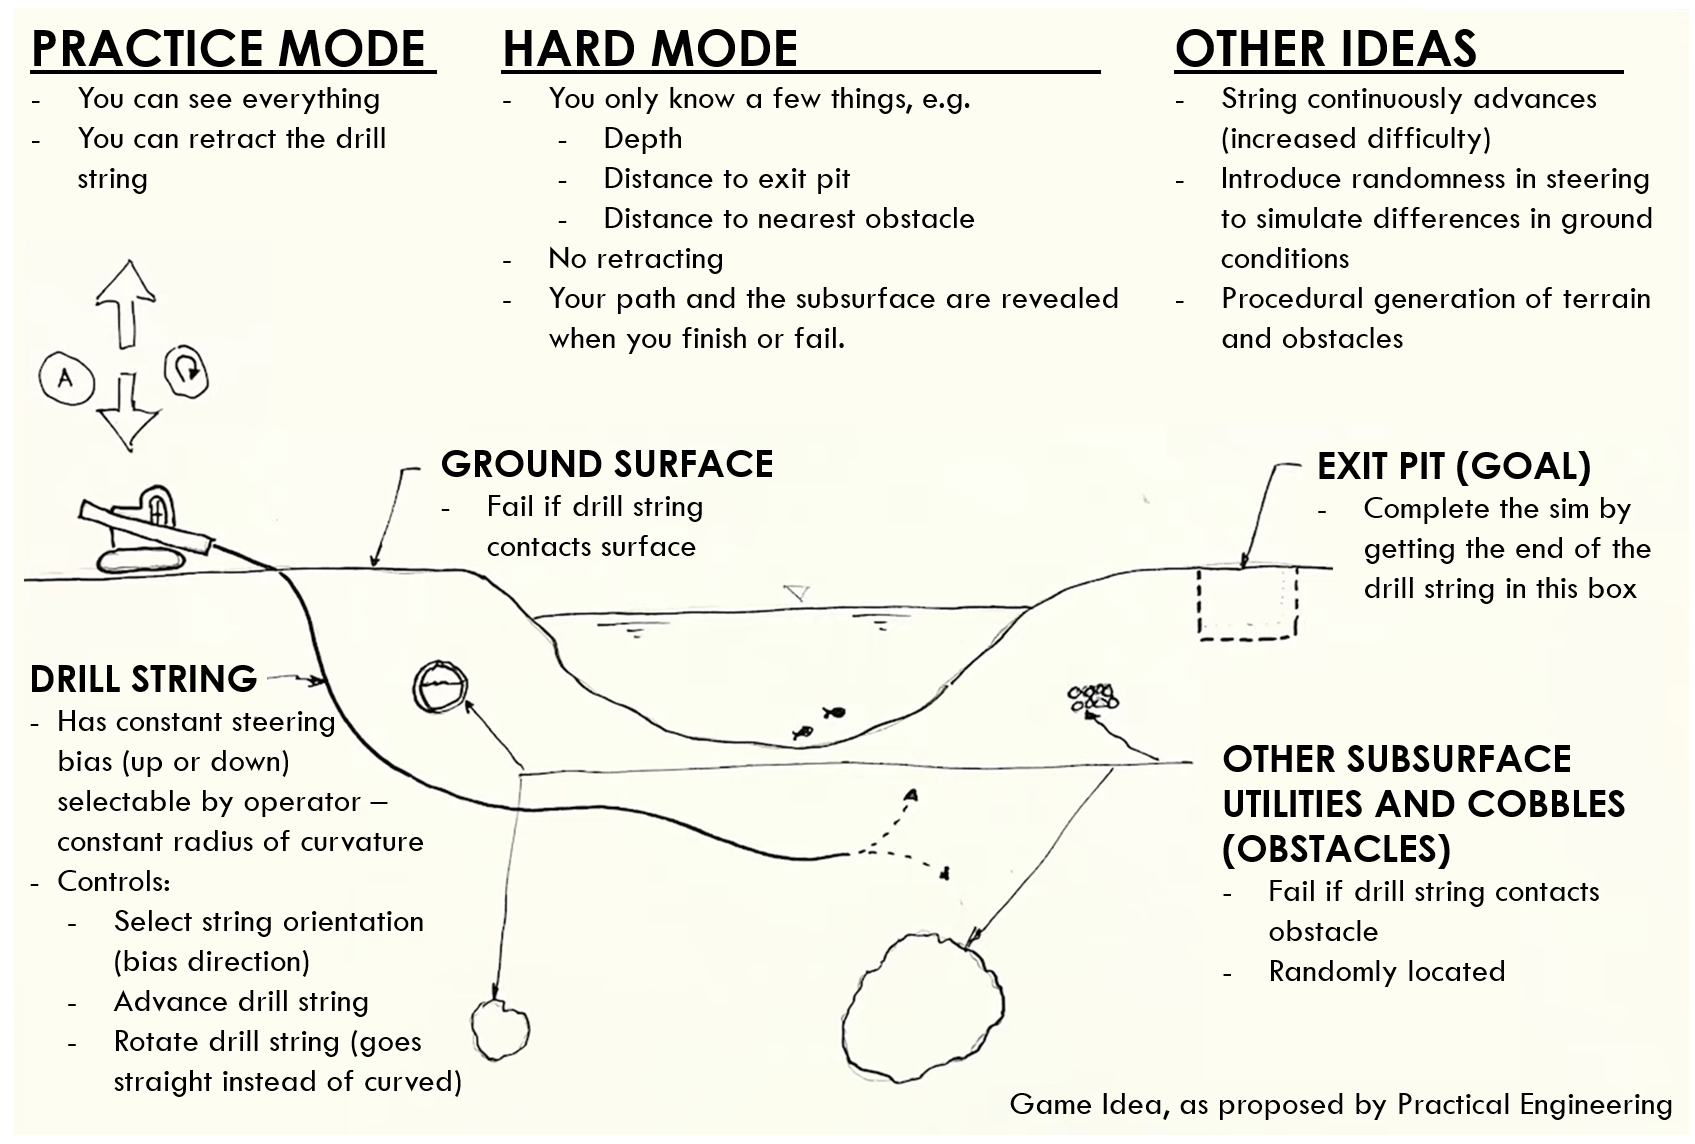 PRACTICE MODE
- You can see everything
- You can retract the drill
string
HARD MODE
- You only know a few things, e.g.
- Depth
- Distance to exit pit
- Distance to nearest obstacle
- No retracting
- Your path and the subsurface are revealed
when you finish or fail.
OTHER IDEAS
- String continuously advances
(increased difficulty)
- Introduce randomness in steering
to simulate differences in ground
conditions
- Procedural generation of terrain
and obstacles
A
GROUND SURFACE
- Fail if drill string
contacts surface
EXIT PIT (GOAL)
- Complete the sim by
getting the end of the
drill string in this box
DRILL STRING
- Has constant steering
bias (up or down)
selectable by operator –
constant radius of curvature
- Controls:
- Select string orientation
(bias direction)
- Advance drill string
- Rotate drill string (goes
straight instead of curved)
OTHER SUBSURFACE
UTILITIES AND COBBLES
(OBSTACLES)
- Fail if drill string contacts
obstacle
- Randomly located
Game Idea, as proposed by Practical Engineering